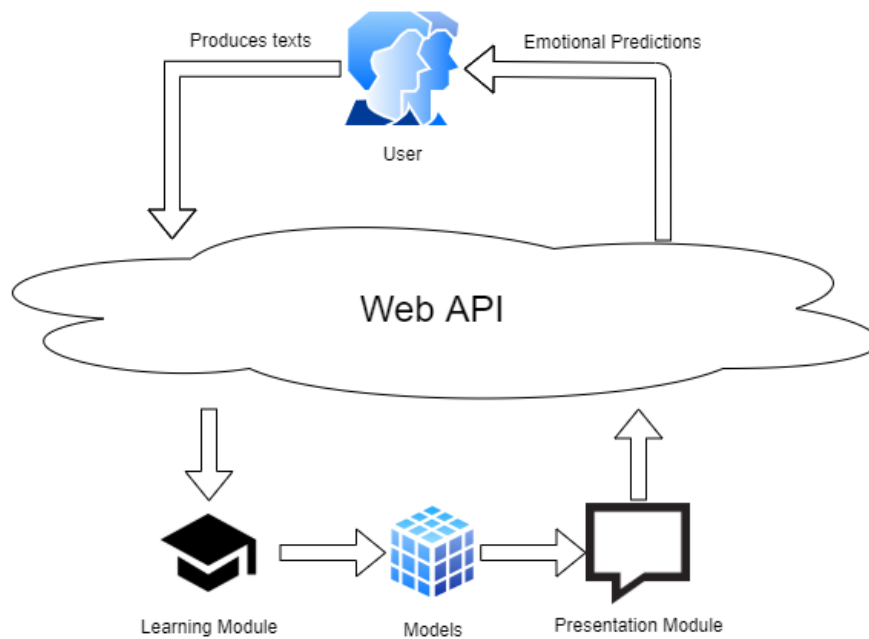 Produces texts
Emotional Predictions
User
Web API
Learning Module
Models
Presentation Module